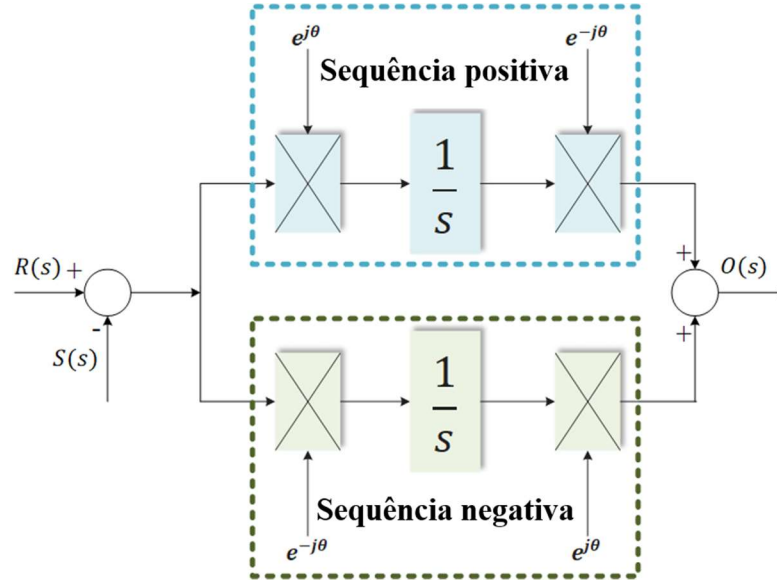 e^{jθ} e^{-jθ}
Sequência positiva
1
s
R(s) + + O(s)
- +
S(s)
1
s
Sequência negativa
e^{-jθ} e^{jθ}